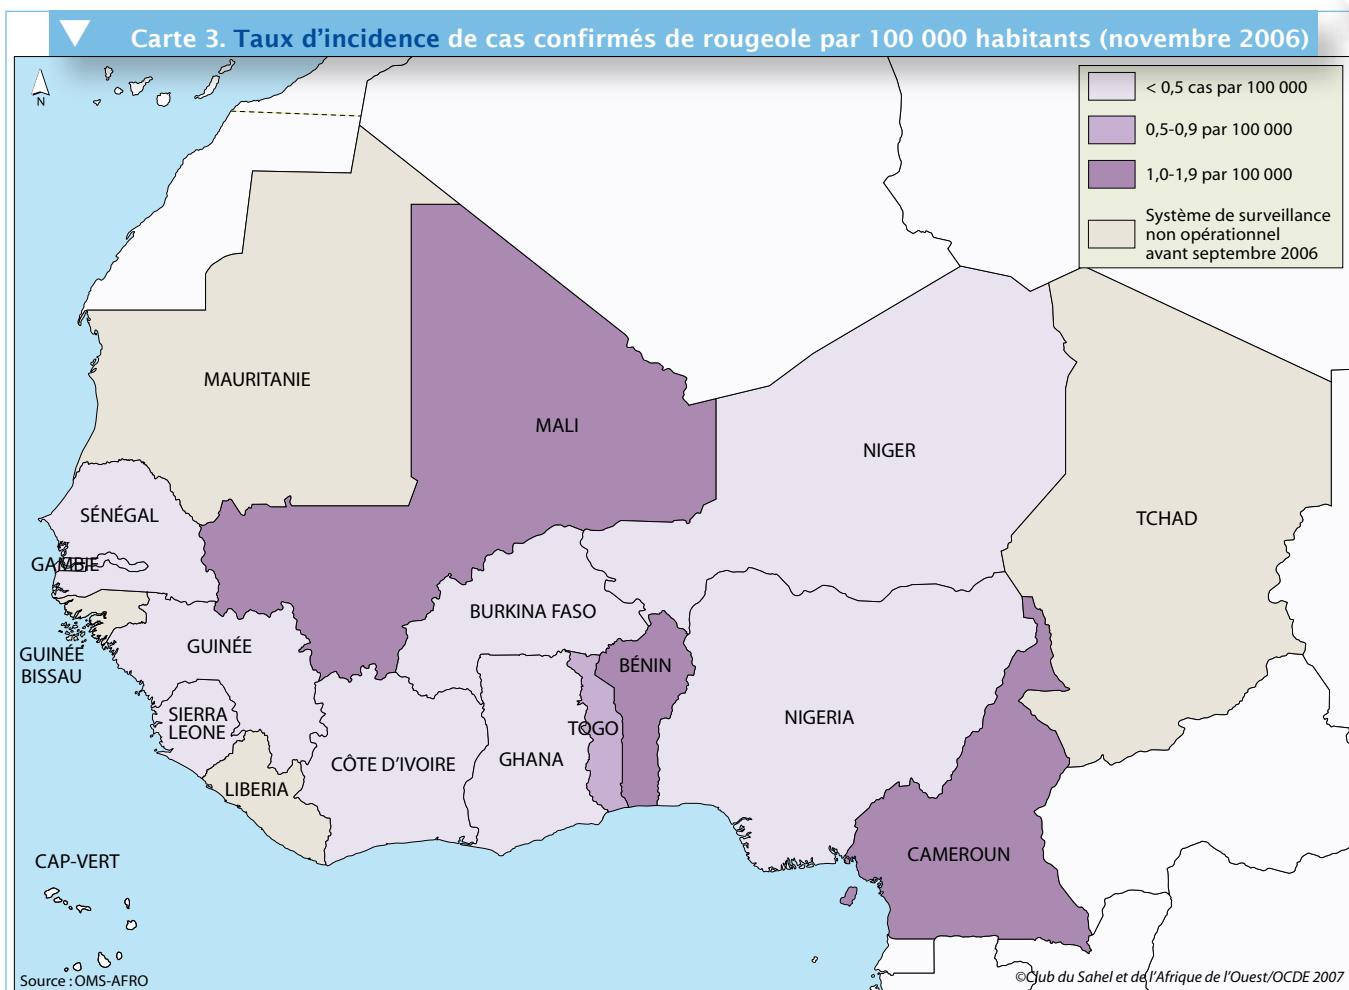 Carte 3. Taux d'incidence de cas confirmés de rougeole par 100 000 habitants (novembre 2006)
N
< 0,5 cas par 100 000
0,5-0,9 par 100 000
1,0-1,9 par 100 000
Système de surveillance
non opérationnel
avant septembre 2006
MAURITANIE
MALI
NIGER
TCHAD
SÉNÉGAL
GAMBIE
BURKINA FASO
GUINÉE
GUINÉE
BISSAU
BÉNIN
SIERRA
LEONE
NIGERIA
TOGO
GHANA
CÔTE D'IVOIRE
LIBERIA
CAMEROUN
CAP-VERT
Source : OMS-AFRO
©Club du Sahel et de l'Afrique de l'Ouest/OCDE 2007